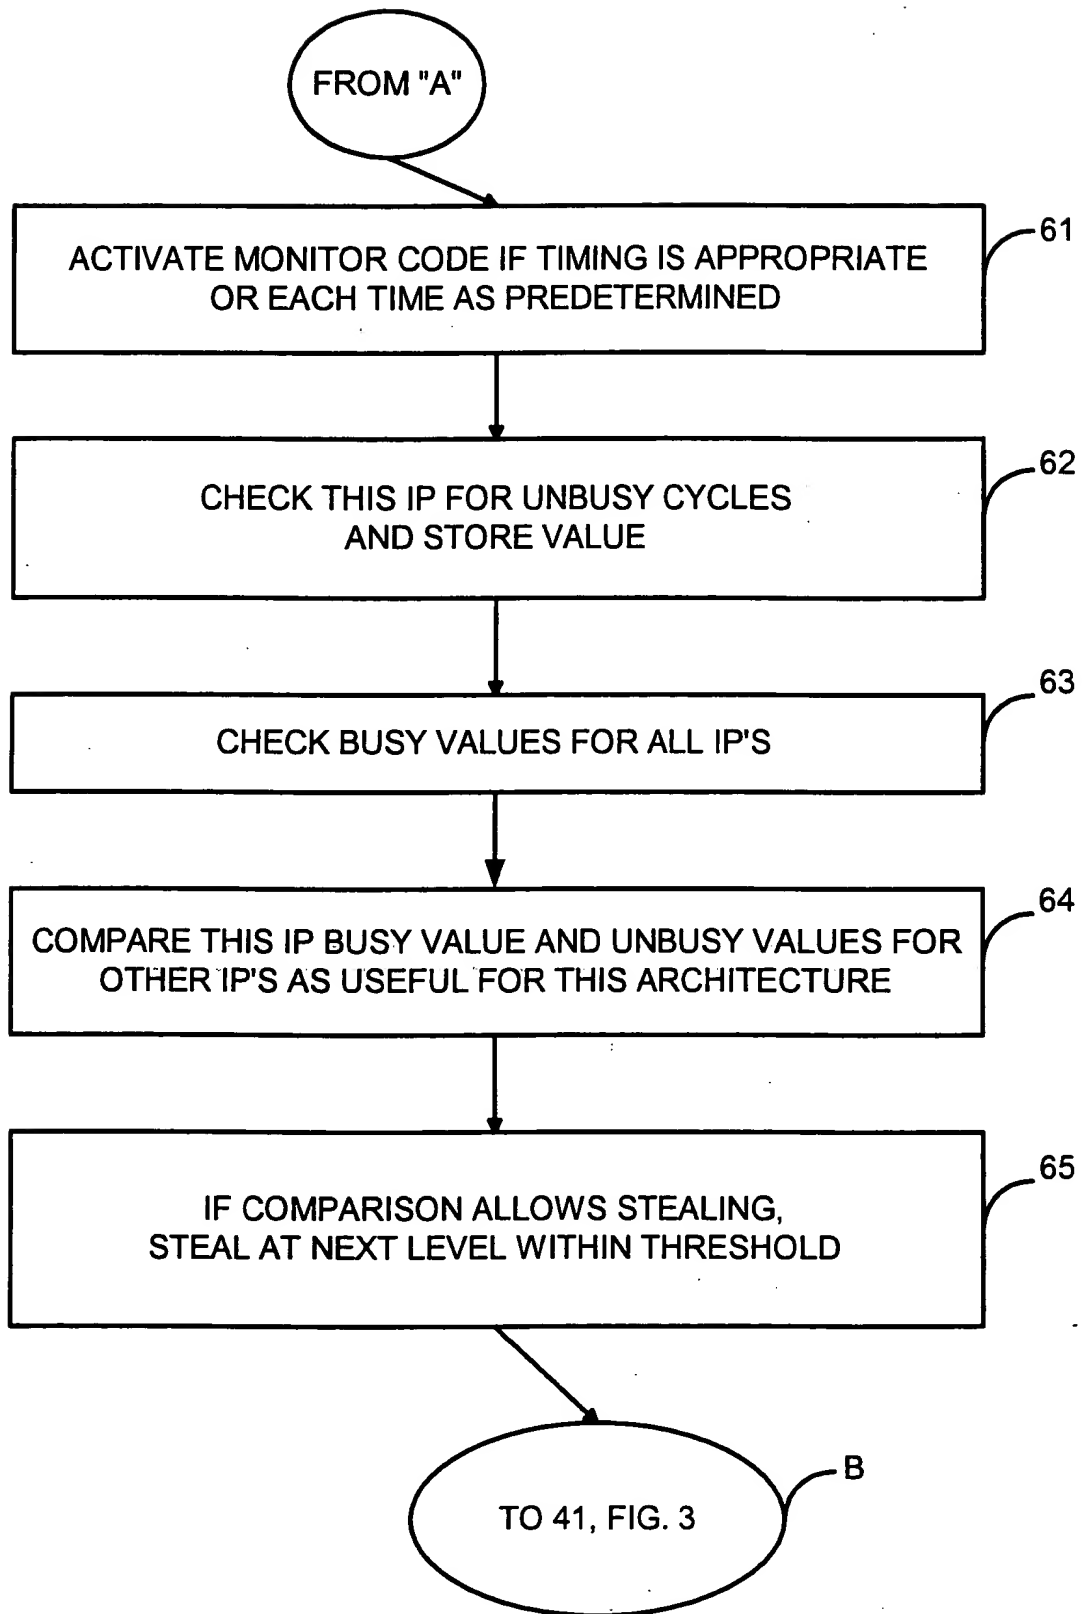 FROM "A"
61
ACTIVATE MONITOR CODE IF TIMING IS APPROPRIATE
OR EACH TIME AS PREDETERMINED
62
CHECK THIS IP FOR UNBUSY CYCLES
AND STORE VALUE
63
CHECK BUSY VALUES FOR ALL IP'S
64
COMPARE THIS IP BUSY VALUE AND UNBUSY VALUES FOR
OTHER IP'S AS USEFUL FOR THIS ARCHITECTURE
65
IF COMPARISON ALLOWS STEALING,
STEAL AT NEXT LEVEL WITHIN THRESHOLD
B
TO 41, FIG. 3